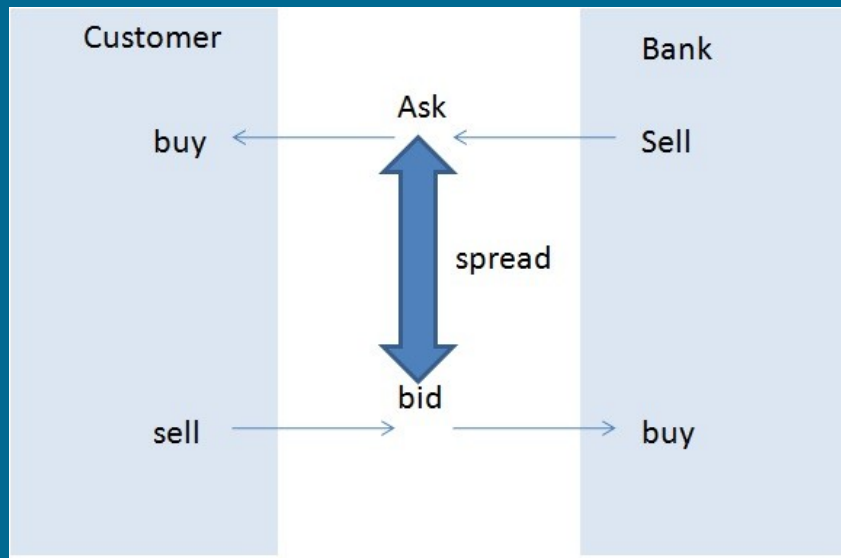 Customer
Bank
Ask
buy
Sell
spread
bid
sell
buy